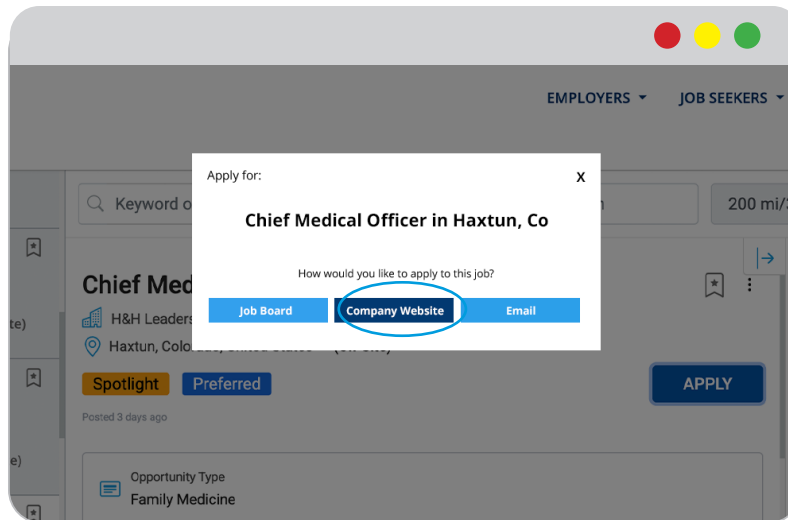 EMPLOYERS
JOB SEEKERS
Apply for:
X
Keyword o
200 mi/
Chief Medical Officer in Haxtun, Co
How would you like to apply to this job?
Job Board
Company Website
Email
Chief Med
H&H Leaders
te)
Haxtun, Colo
United States
Spotlight
Preferred
APPLY
Posted 3 days ago
e)
Opportunity Type
Family Medicine